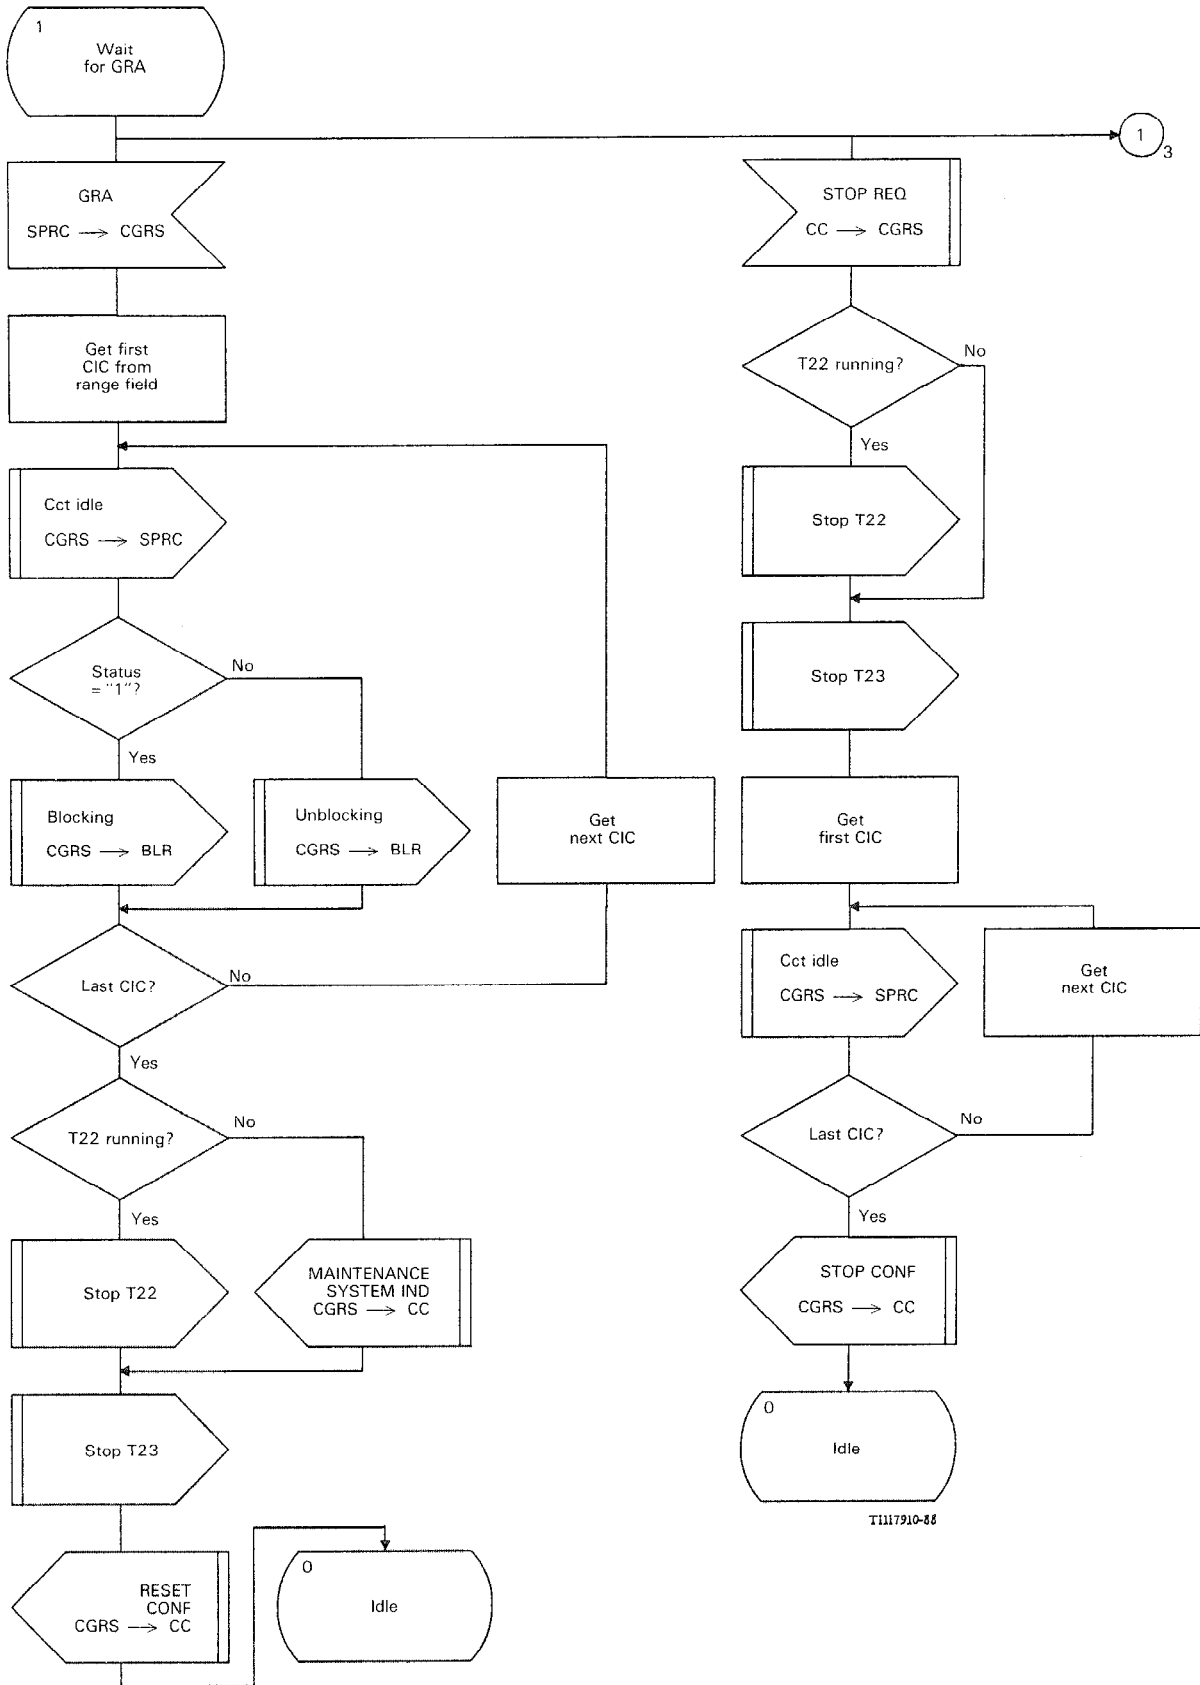 1
Wait
for GRA
1
3
GRA
SPRC → CGRS
Get first
CIC from
range field
Cct idle
CGRS → SPRC
Status
= "1"?
No
Yes
Blocking
CGRS → BLR
Unblocking
CGRS → BLR
Get
next CIC
Last CIC?
No
Yes
T22 running?
No
Yes
Stop T22
MAINTENANCE
SYSTEM IND
CGRS → CC
Stop T23
RESET
CONF
CGRS → CC
0
Idle
STOP REQ
CC → CGRS
T22 running?
No
Yes
Stop T22
Stop T23
Get
first CIC
Cct idle
CGRS → SPRC
Get
next CIC
Last CIC?
No
Yes
STOP CONF
CGRS → CC
0
Idle
T1117910-88